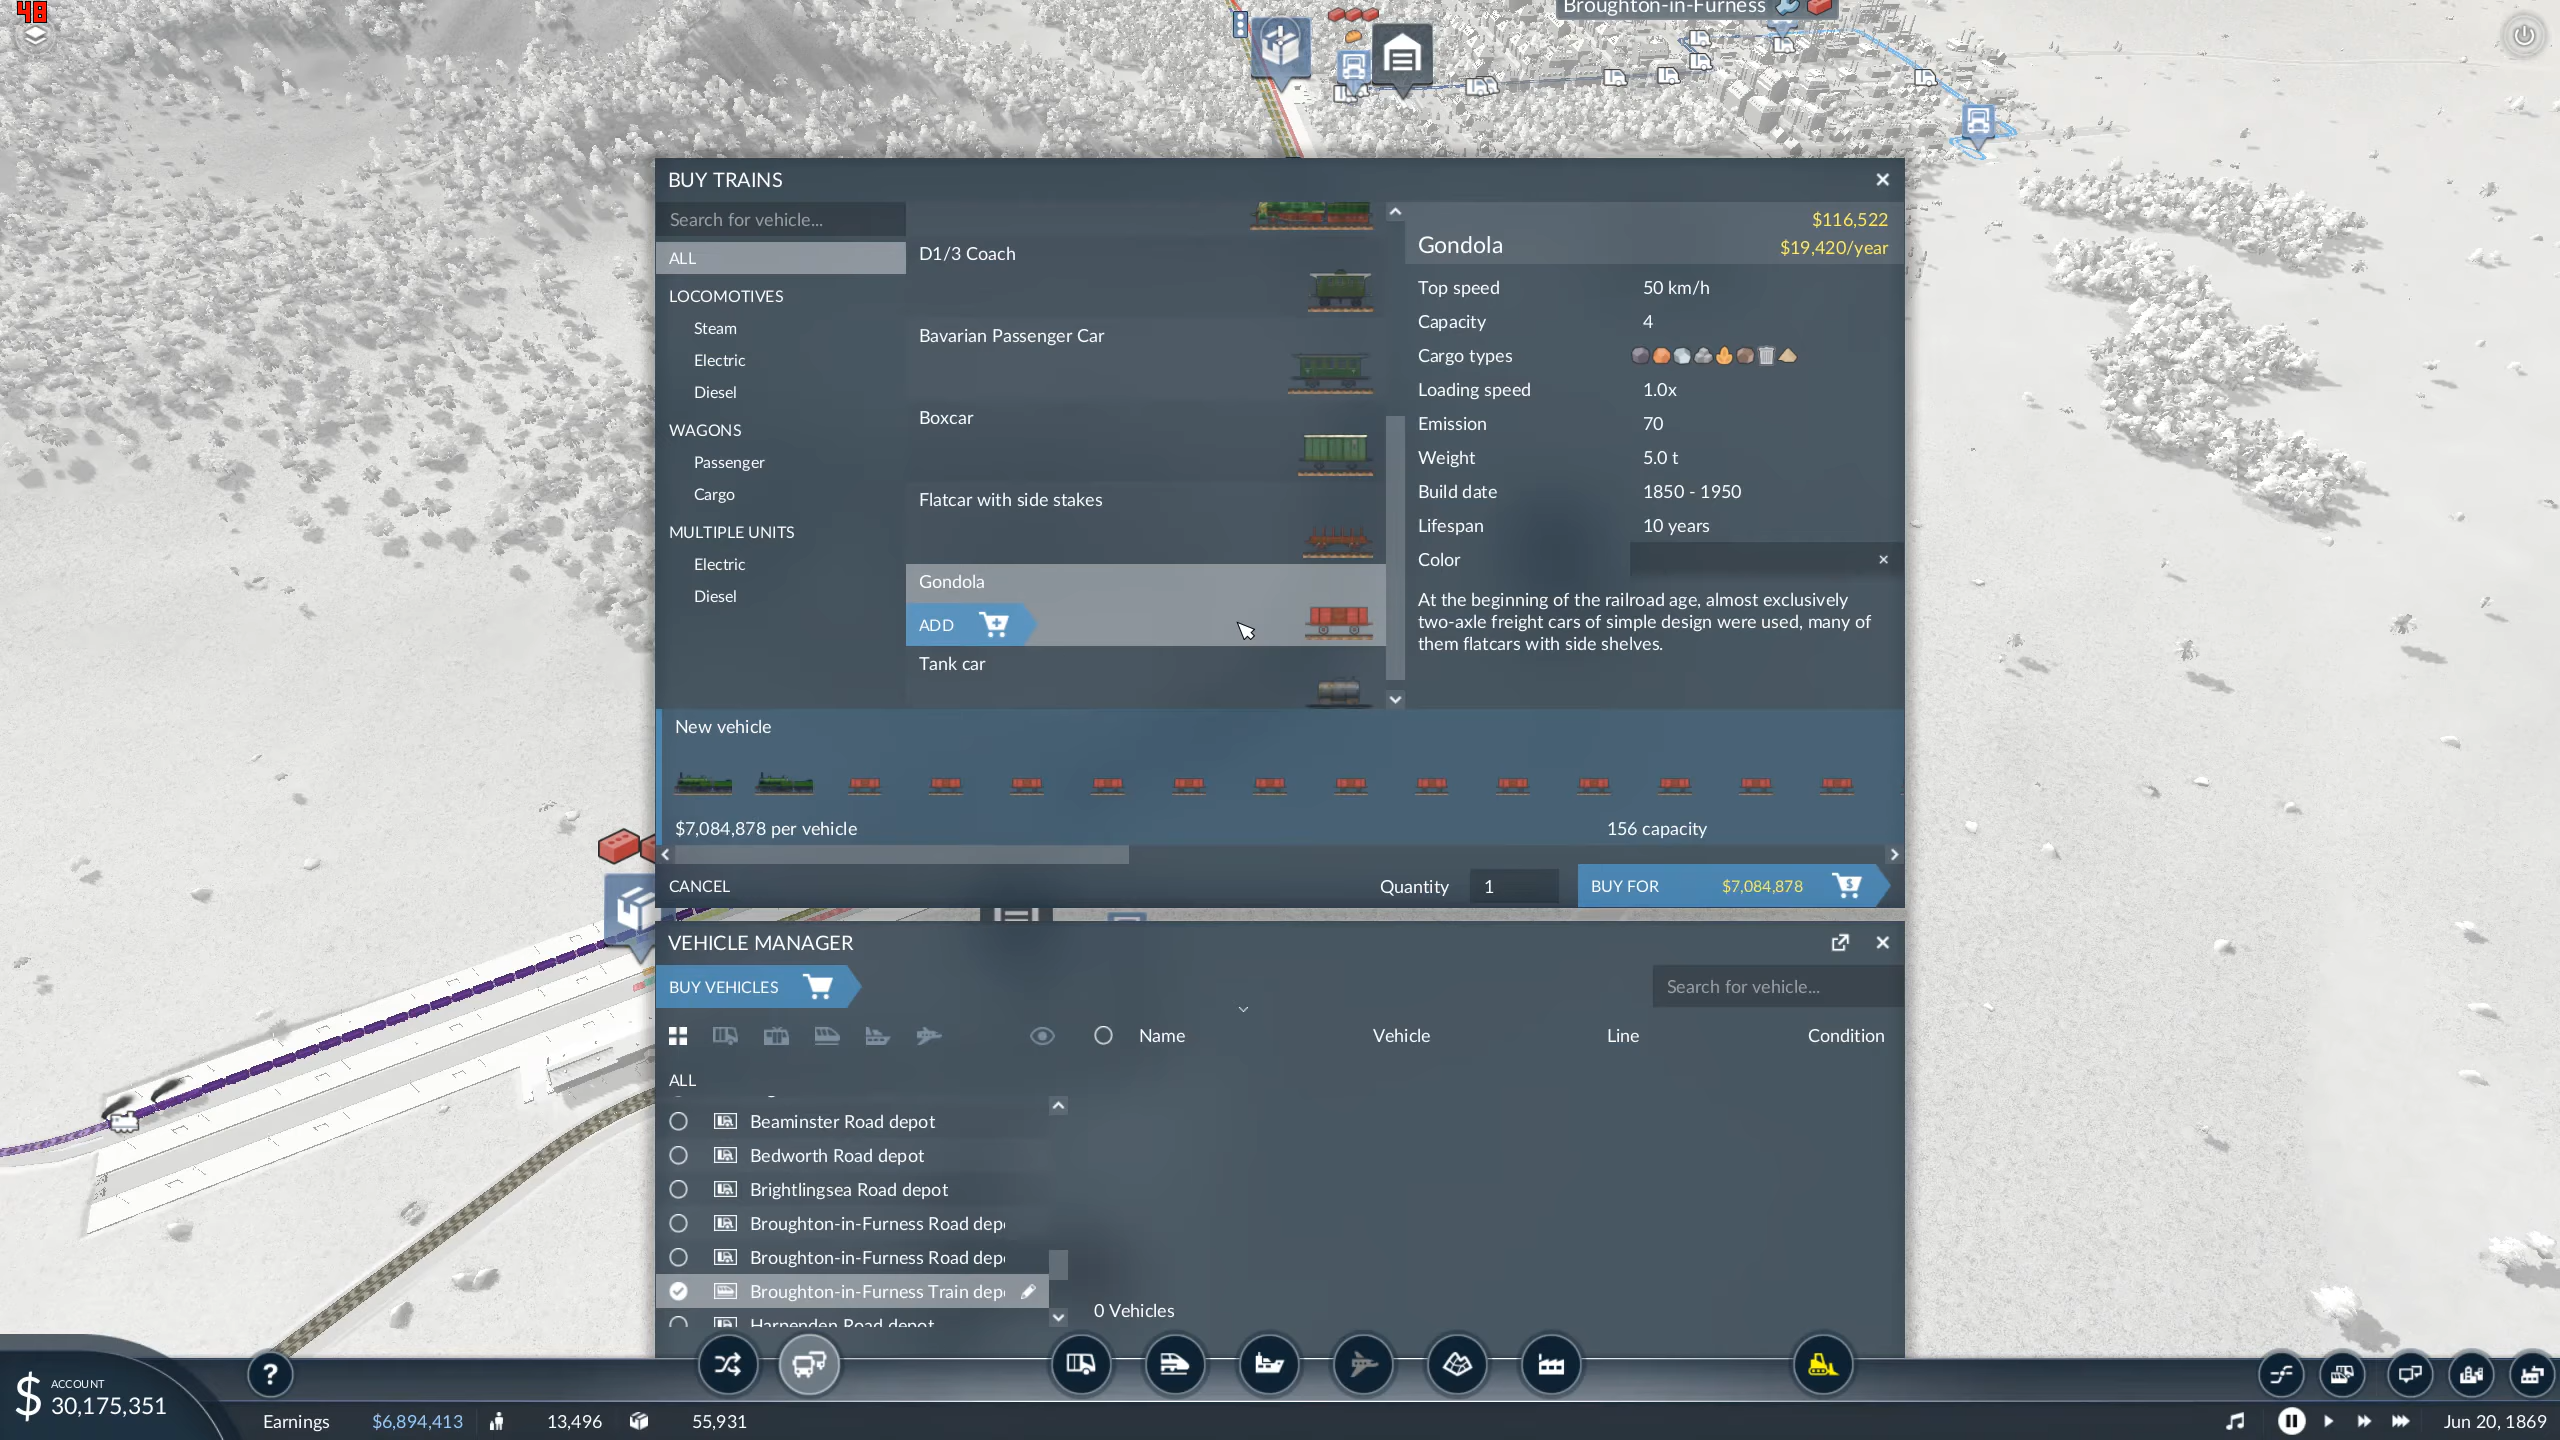 48
Broughton-in-Furness
BUY TRAINS
Search for vehicle...
ALL
LOCOMOTIVES
Steam
Electric
Diesel
WAGONS
Passenger
Cargo
MULTIPLE UNITS
Electric
Diesel
D1/3 Coach
Bavarian Passenger Car
Boxcar
Flatcar with side stakes
Gondola
ADD
Tank car
$116,522
Gondola
$19,420/year
Top speed 50 km/h
Capacity 4
Cargo types
Loading speed 1.0x
Emission 70
Weight 5.0 t
Build date 1850 - 1950
Lifespan 10 years
Color
At the beginning of the railroad age, almost exclusively
two-axle freight cars of simple design were used, many of
them flatcars with side shelves.
New vehicle
$7,084,878 per vehicle 156 capacity
CANCEL Quantity 1 BUY FOR $7,084,878
VEHICLE MANAGER
BUY VEHICLES Search for vehicle...
Name Vehicle Line Condition
ALL
Beaminster Road depot
Bedworth Road depot
Brightlingsea Road depot
Broughton-in-Furness Road dep
Broughton-in-Furness Road dep
Broughton-in-Furness Train dep
Harpenden Road depot
0 Vehicles
$ ACCOUNT
30,175,351
?
Earnings $6,894,413 13,496 55,931 Jun 20, 1869